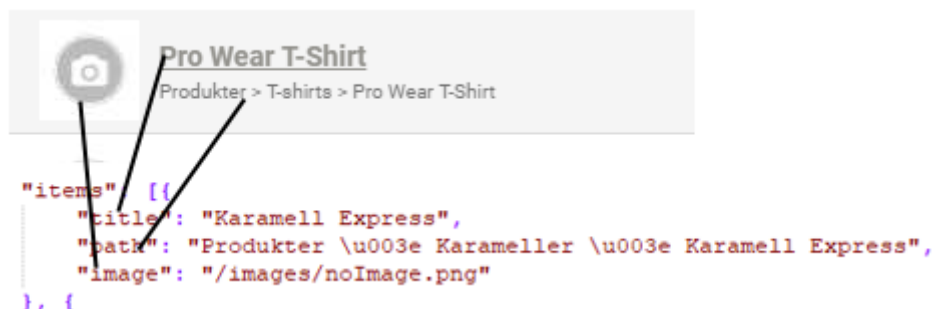 Pro Wear T-Shirt
Produkter > T-shirts > Pro Wear T-Shirt
"items": [{
"title": "Karamell Express",
"path": "Produkter \u003e Karameller \u003e Karamell Express",
"image": "/images/noImage.png"
}, {